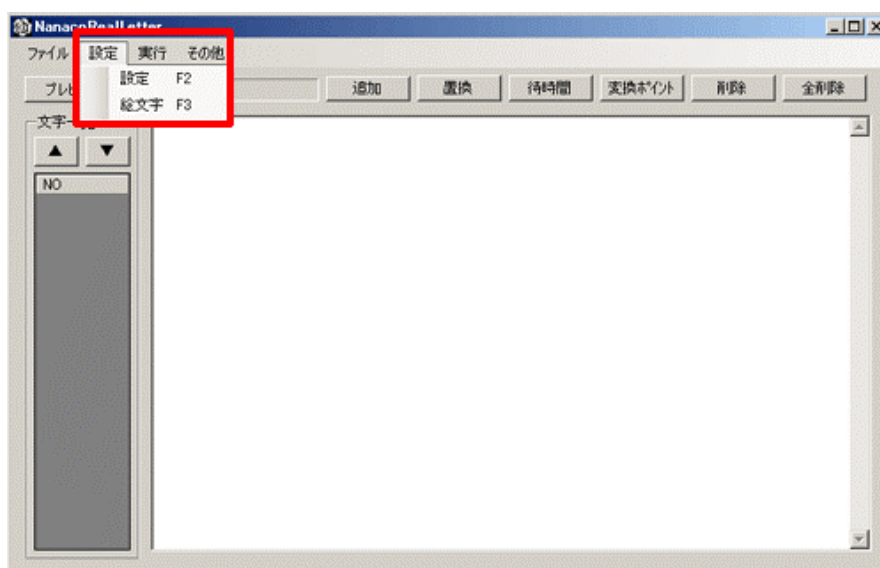 NanacoRealLetter
ファイル 設定 実行 その他
設定 F2
絵文字 F3
追加 置換 待時間 変換ポイント 削除 全削除
▲ ▼
NO